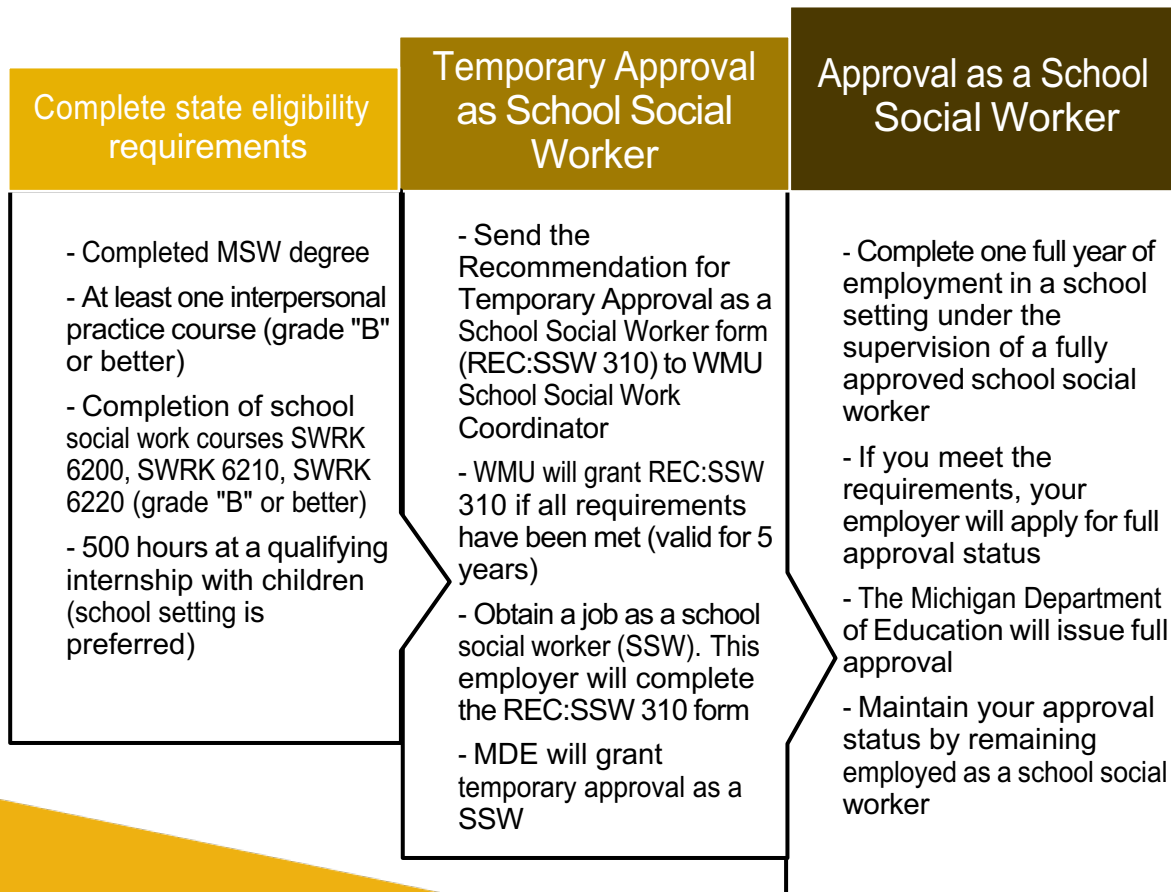 Complete state eligibility
requirements
- Completed MSW degree
- At least one interpersonal
practice course (grade "B"
or better)
- Completion of school
social work courses SWRK
6200, SWRK 6210, SWRK
6220 (grade "B" or better)
- 500 hours at a qualifying
internship with children
(school setting is
preferred)
Temporary Approval
as School Social
Worker
- Send the
Recommendation for
Temporary Approval as a
School Social Worker form
(REC:SSW 310) to WMU
School Social Work
Coordinator
- WMU will grant REC:SSW
310 if all requirements
have been met (valid for 5
years)
- Obtain a job as a school
social worker (SSW). This
employer will complete
the REC:SSW 310 form
- MDE will grant
temporary approval as a
SSW
Approval as a School
Social Worker
- Complete one full year of
employment in a school
setting under the
supervision of a fully
approved school social
worker
- If you meet the
requirements, your
employer will apply for full
approval status
- The Michigan Department
of Education will issue full
approval
- Maintain your approval
status by remaining
employed as a school social
worker